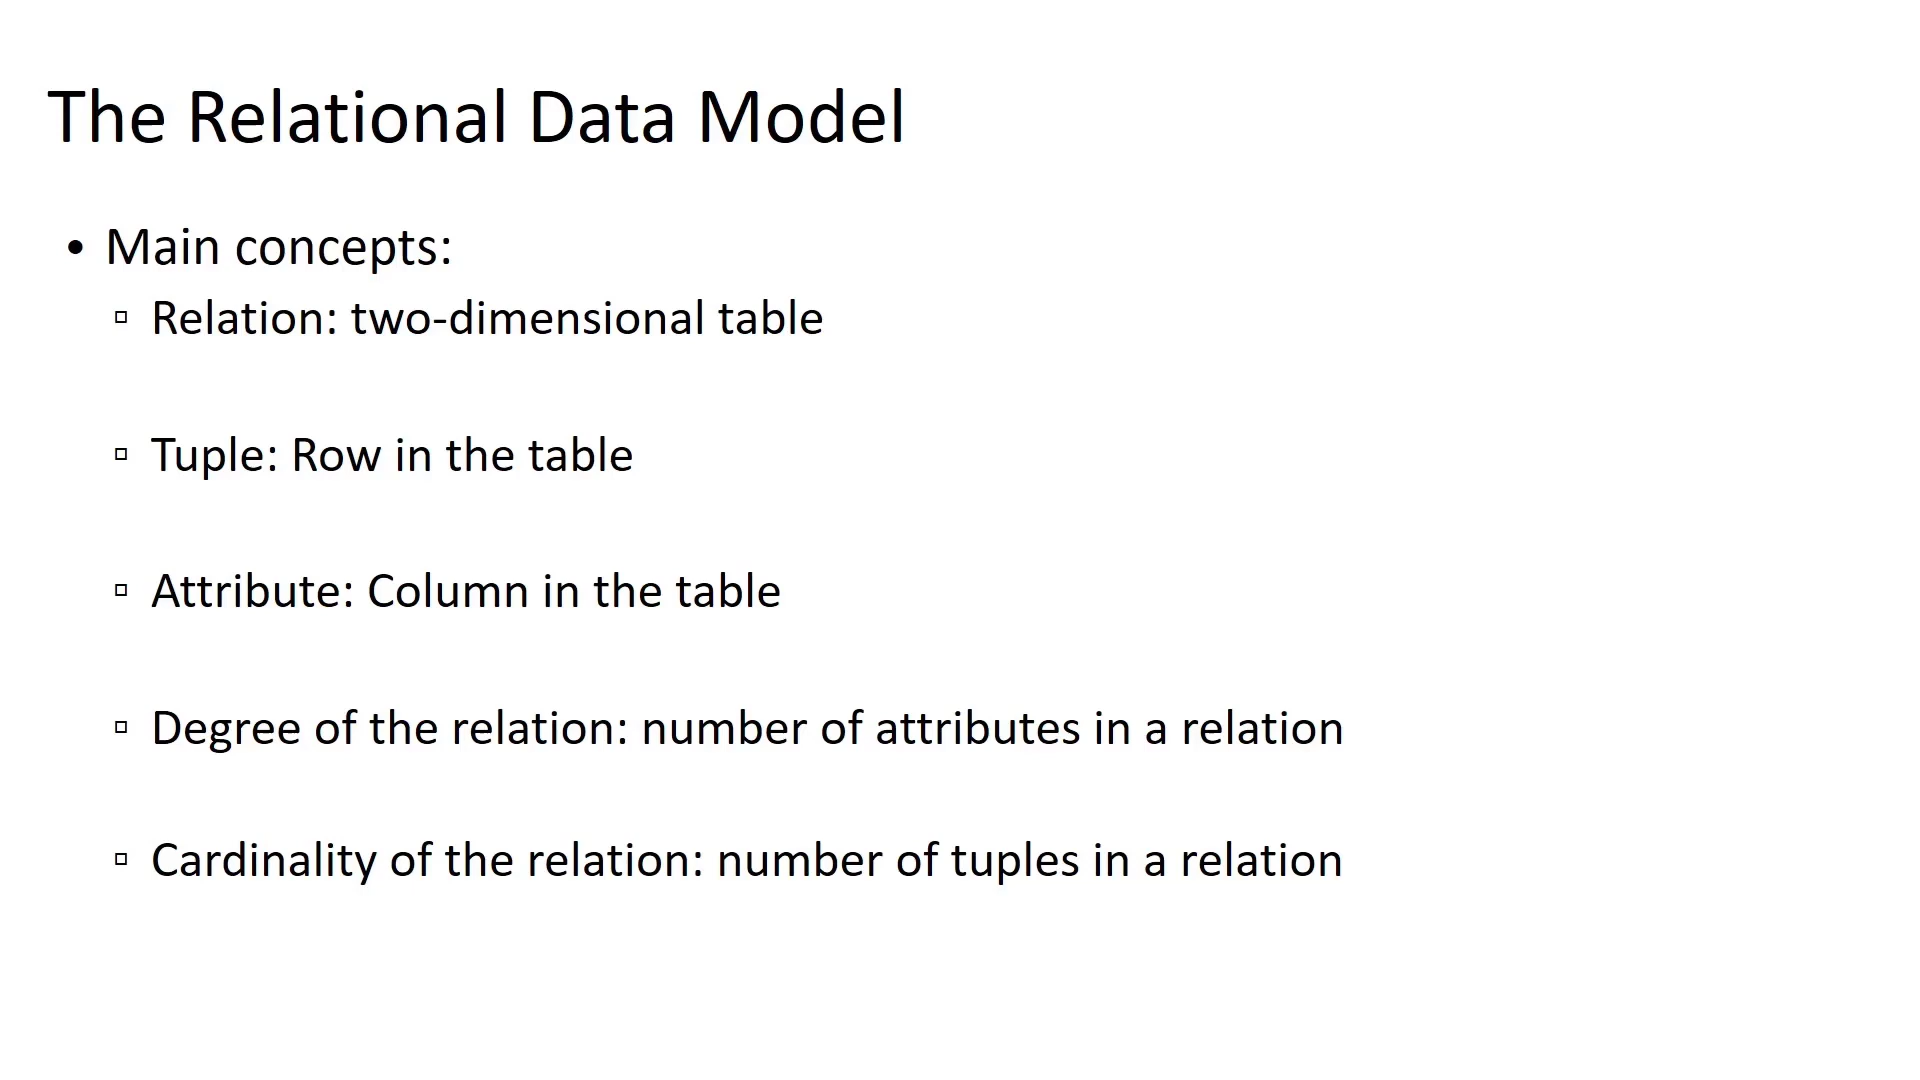 The Relational Data Model
• Main concepts:
▫ Relation: two-dimensional table
▫ Tuple: Row in the table
▫ Attribute: Column in the table
▫ Degree of the relation: number of attributes in a relation
▫ Cardinality of the relation: number of tuples in a relation